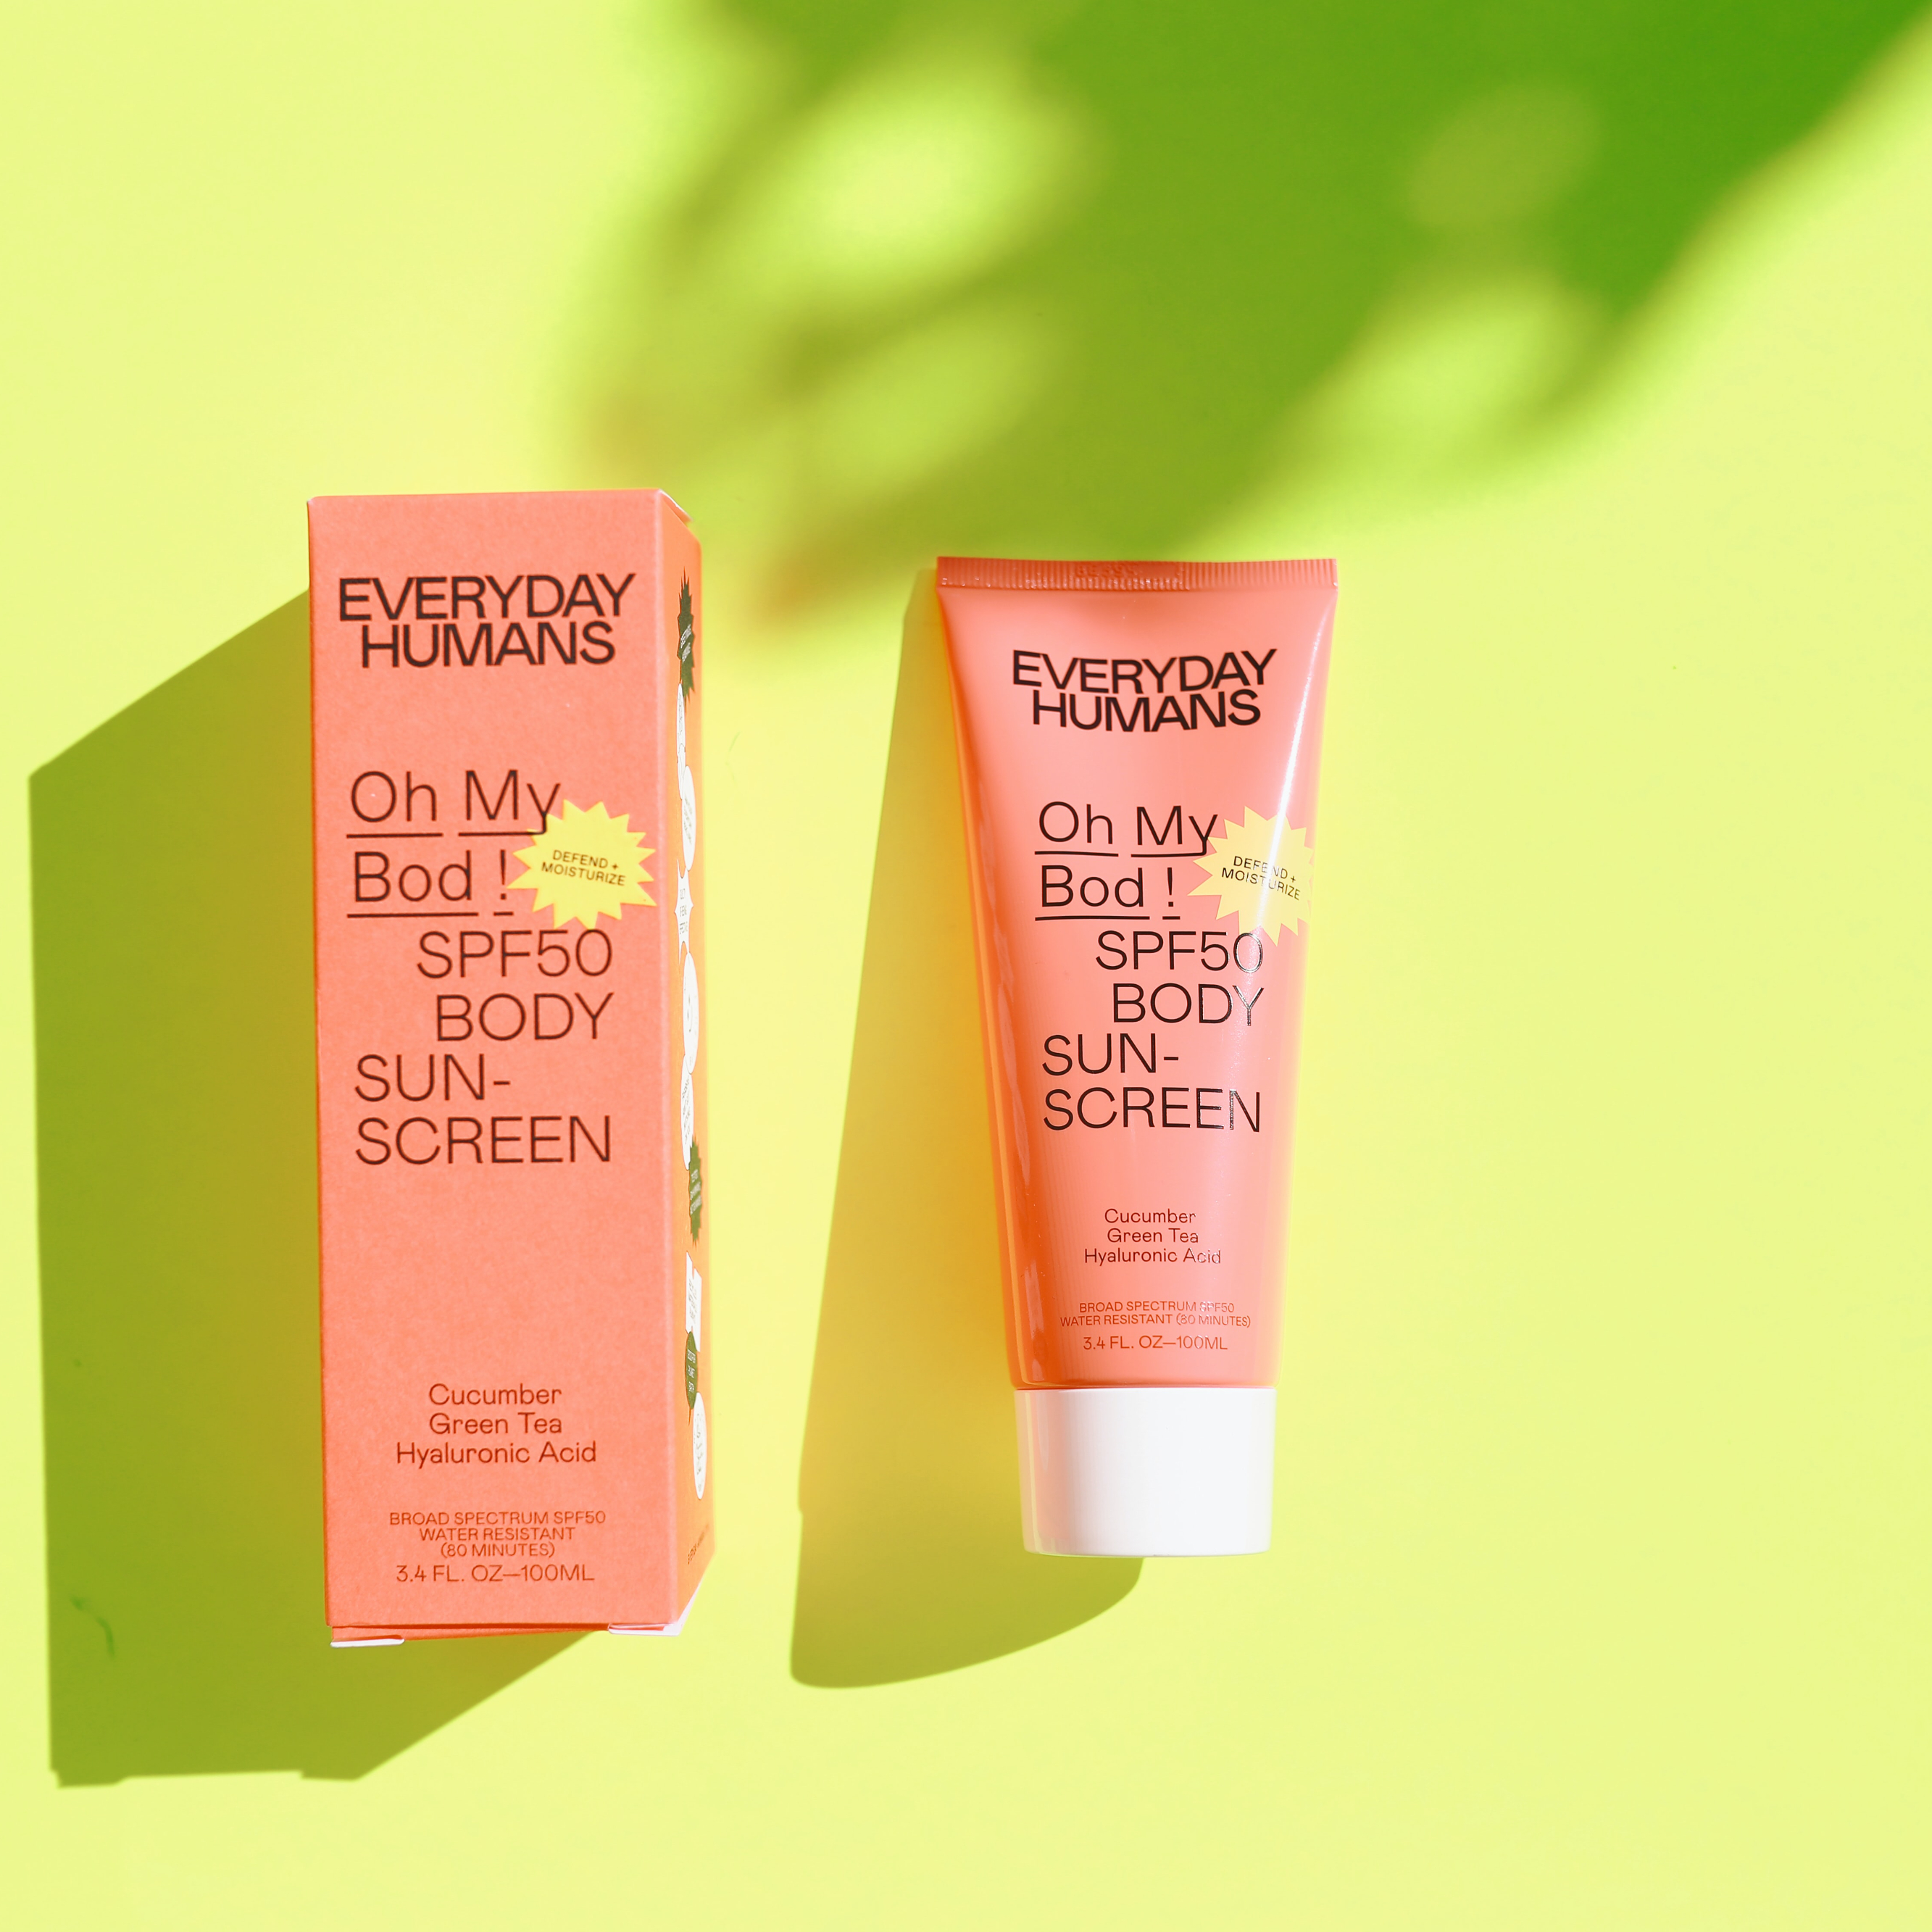 EVERYDAY
HUMANS
Oh My
Bod !
DEFEND +
MOISTURIZE
SPF50
BODY
SUN-
SCREEN
Cucumber
Green Tea
Hyaluronic Acid
BROAD SPECTRUM SPF50
WATER RESISTANT
(80 MINUTES)
3.4 FL. OZ—100ML
EVERYDAY
HUMANS
Oh My
Bod !
DEFEND +
MOISTURIZE
SPF50
BODY
SUN-
SCREEN
Cucumber
Green Tea
Hyaluronic Acid
BROAD SPECTRUM SPF50
WATER RESISTANT (80 MINUTES)
3.4 FL. OZ—100ML